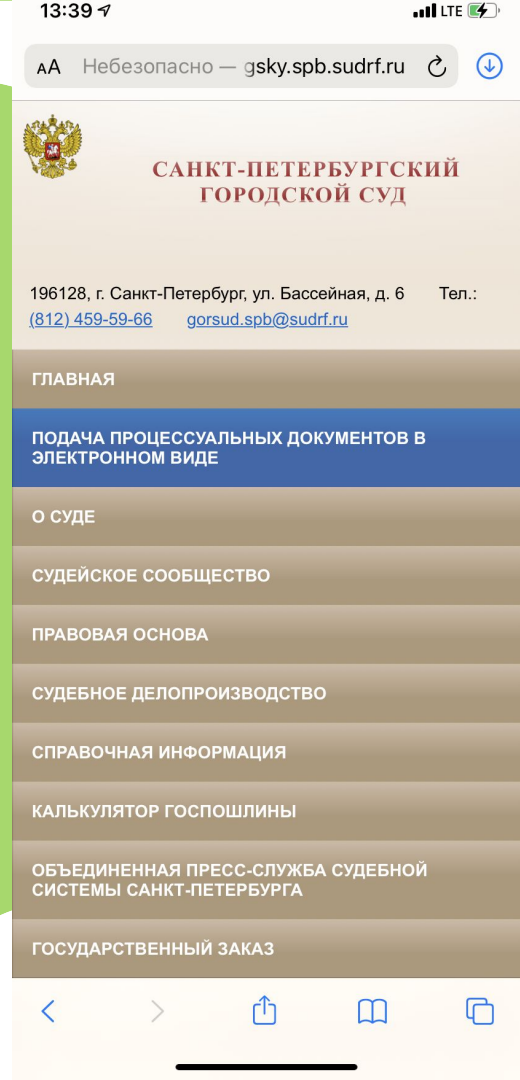 13:39 LTE
AA Небезопасно — gsky.spb.sudrf.ru
САНКТ-ПЕТЕРБУРГСКИЙ
ГОРОДСКОЙ СУД
196128, г. Санкт-Петербург, ул. Бассейная, д. 6 Тел.:
(812) 459-59-66 gorsud.spb@sudrf.ru
ГЛАВНАЯ
ПОДАЧА ПРОЦЕССУАЛЬНЫХ ДОКУМЕНТОВ В
ЭЛЕКТРОННОМ ВИДЕ
О СУДЕ
СУДЕЙСКОЕ СООБЩЕСТВО
ПРАВОВАЯ ОСНОВА
СУДЕБНОЕ ДЕЛОПРОИЗВОДСТВО
СПРАВОЧНАЯ ИНФОРМАЦИЯ
КАЛЬКУЛЯТОР ГОСПОШЛИНЫ
ОБЪЕДИНЕННАЯ ПРЕСС-СЛУЖБА СУДЕБНОЙ
СИСТЕМЫ САНКТ-ПЕТЕРБУРГА
ГОСУДАРСТВЕННЫЙ ЗАКАЗ